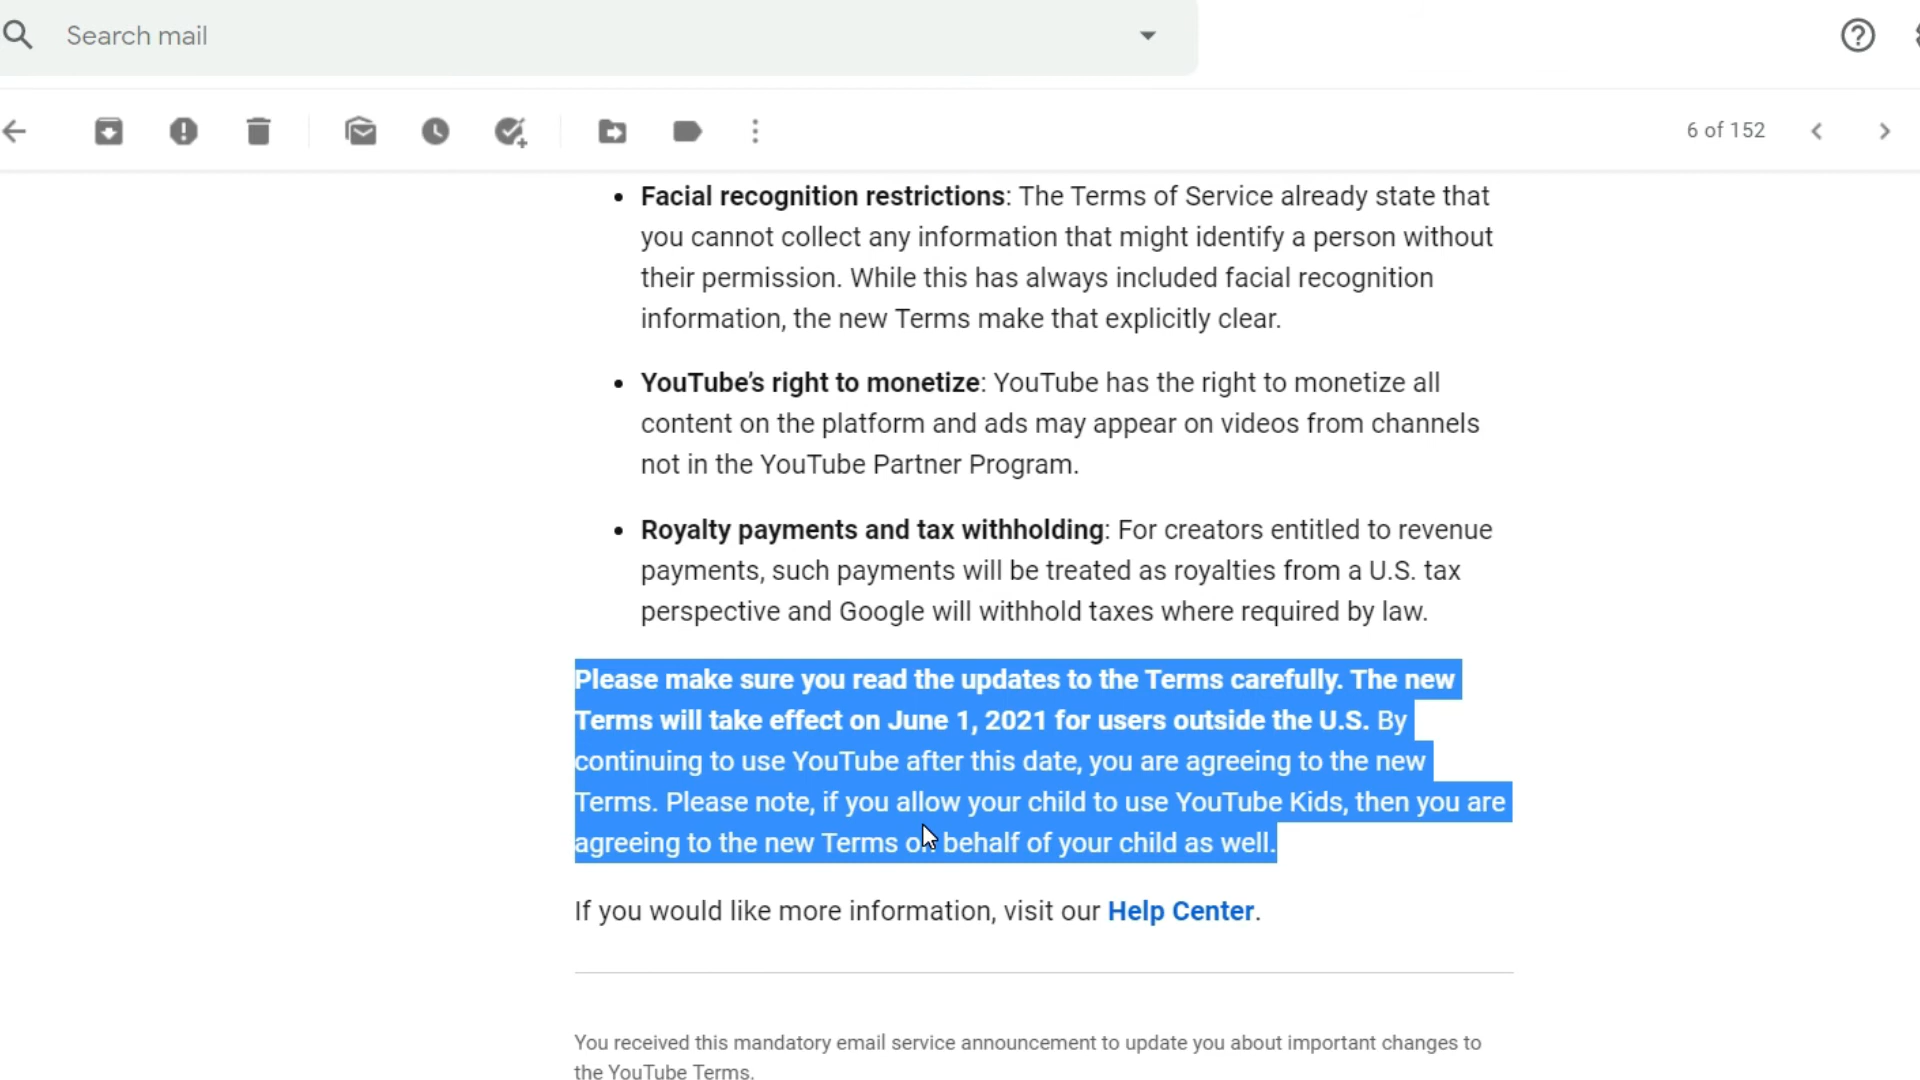 Search mail
6 of 152
Facial recognition restrictions: The Terms of Service already state that
you cannot collect any information that might identify a person without
their permission. While this has always included facial recognition
information, the new Terms make that explicitly clear.
YouTube’s right to monetize: YouTube has the right to monetize all
content on the platform and ads may appear on videos from channels
not in the YouTube Partner Program.
Royalty payments and tax withholding: For creators entitled to revenue
payments, such payments will be treated as royalties from a U.S. tax
perspective and Google will withhold taxes where required by law.
Please make sure you read the updates to the Terms carefully. The new
Terms will take effect on June 1, 2021 for users outside the U.S. By
continuing to use YouTube after this date, you are agreeing to the new
Terms. Please note, if you allow your child to use YouTube Kids, then you are
agreeing to the new Terms on behalf of your child as well.
If you would like more information, visit our Help Center.
You received this mandatory email service announcement to update you about important changes to
the YouTube Terms.